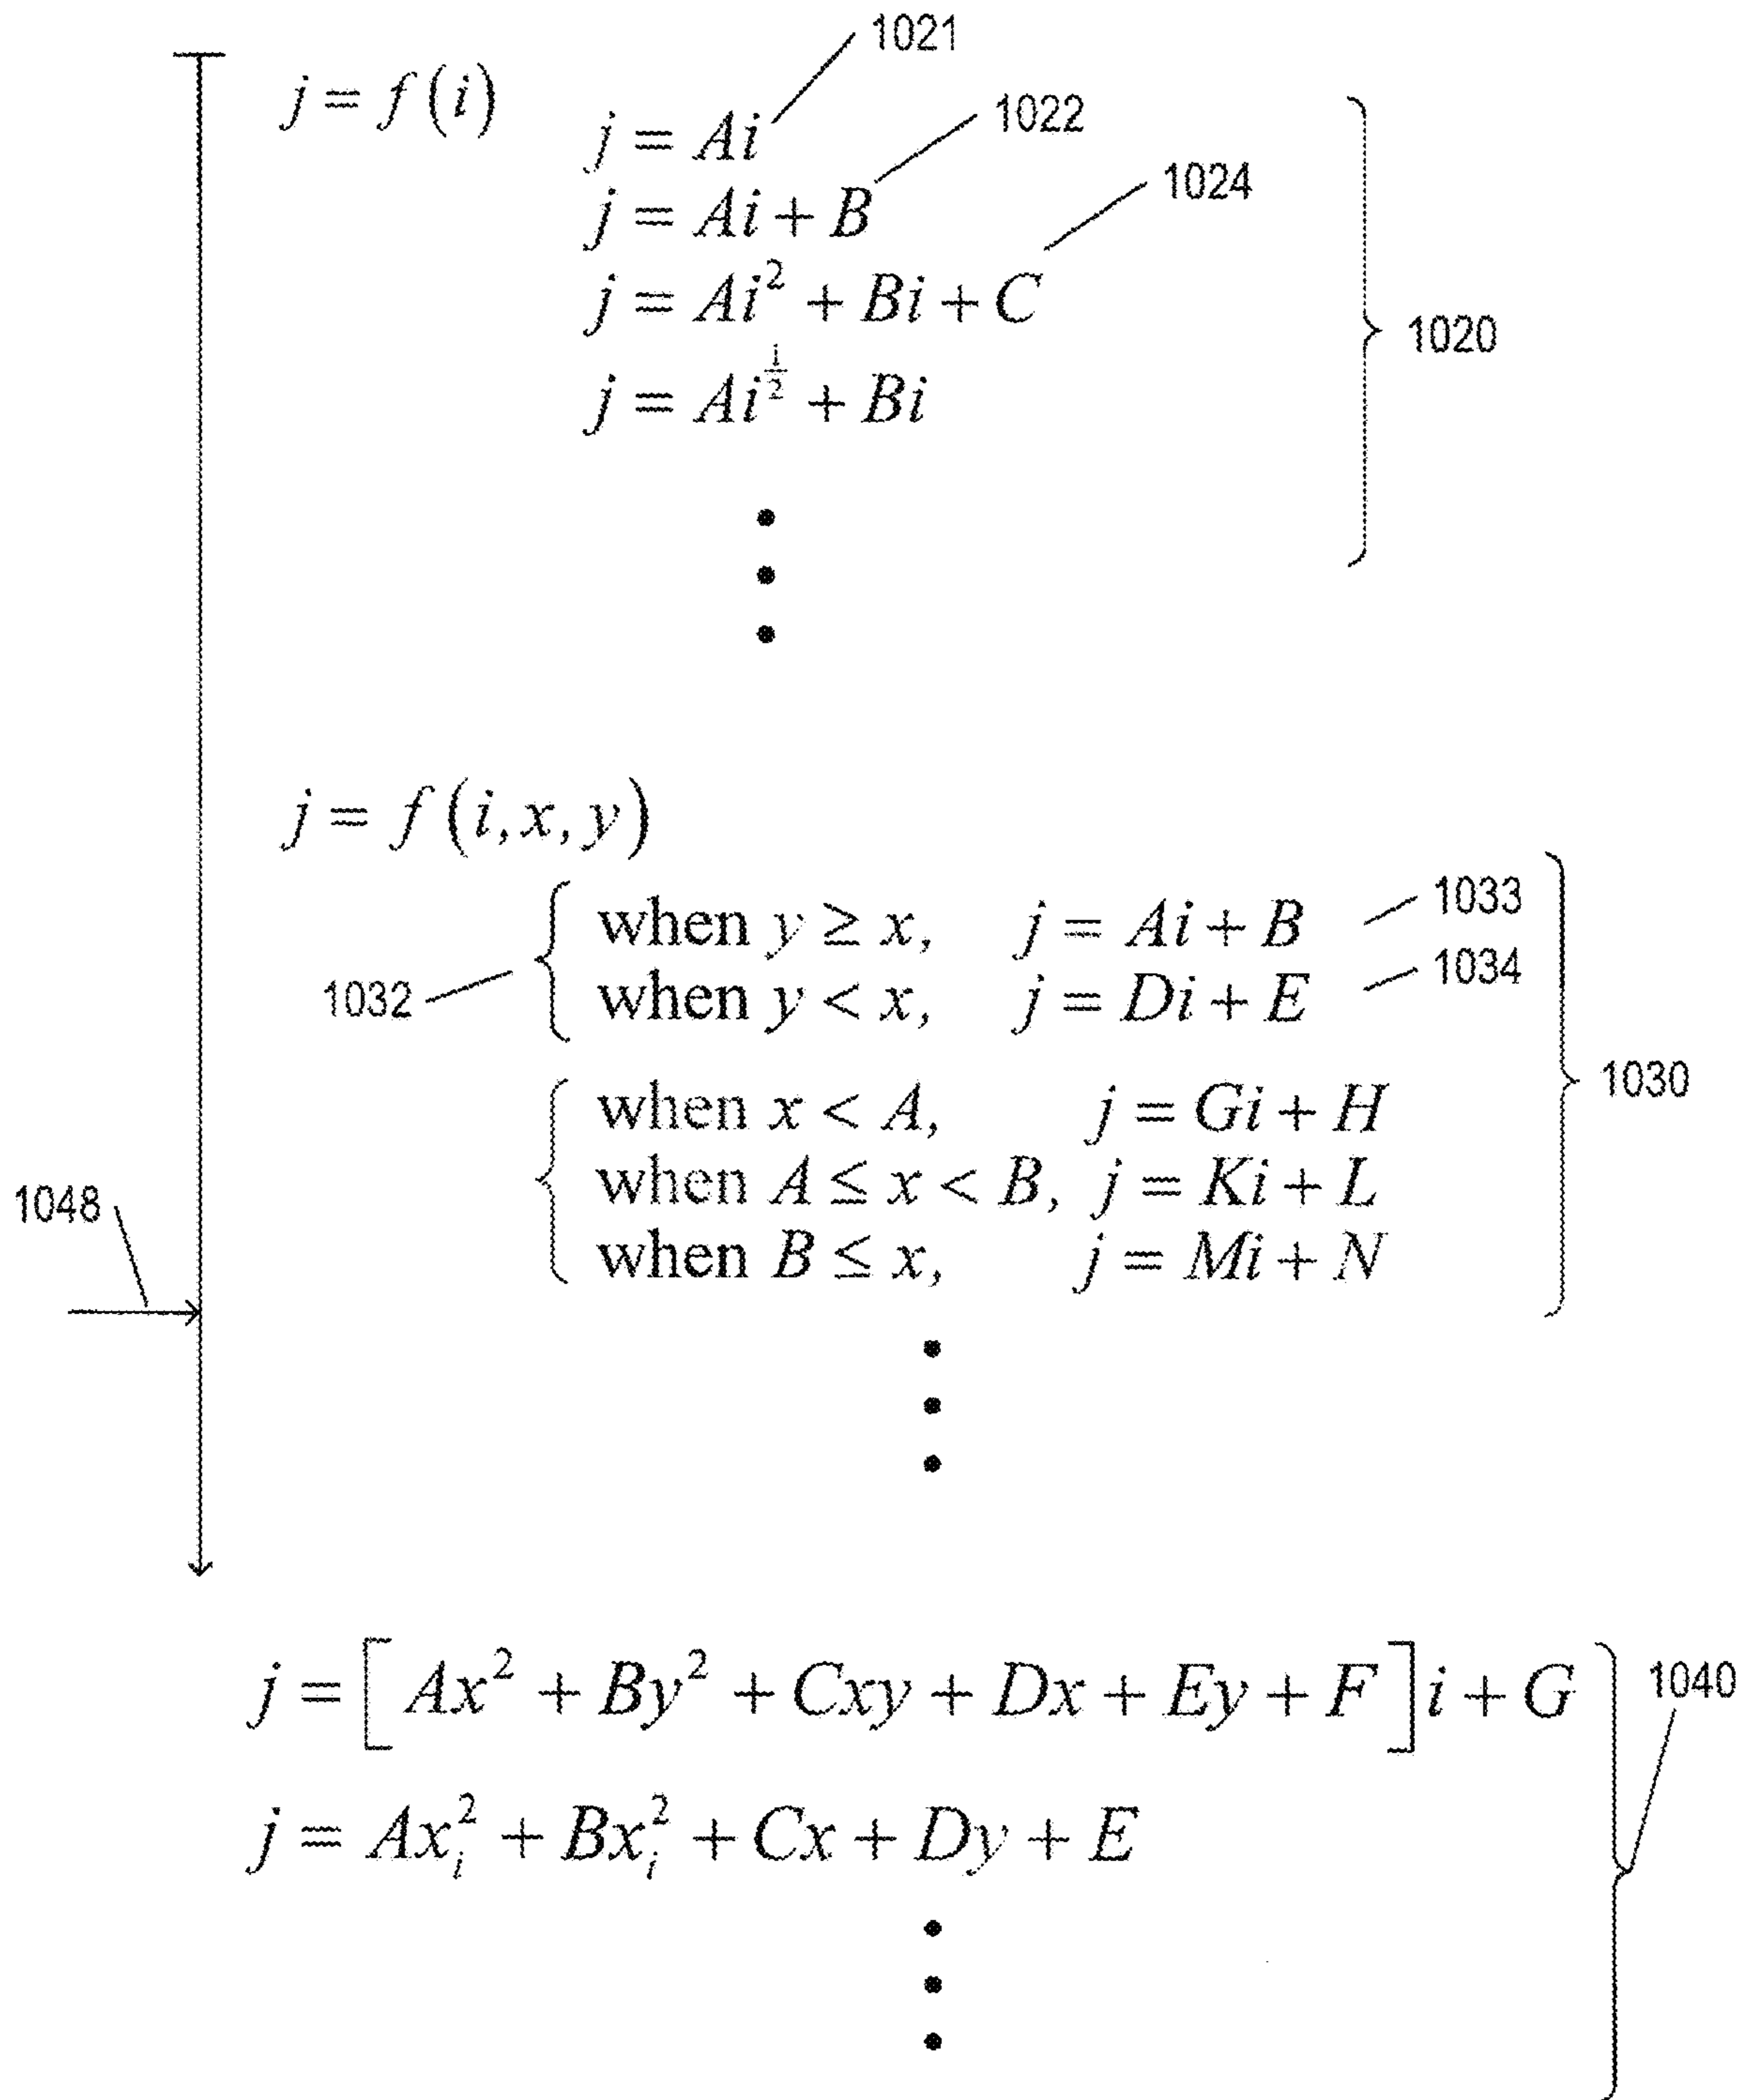 1021
j = f(i)
j = Ai
1022
j = Ai + B
1024
j = Ai² + Bi + C
1020
j = Ai^(1/2) + Bi
j = f(i, x, y)
when y ≥ x, j = Ai + B 1033
1032 when y < x, j = Di + E 1034
1030
when x < A, j = Gi + H
when A ≤ x < B, j = Ki + L
1048
when B ≤ x, j = Mi + N
j = [Ax² + By² + Cxy + Dx + Ey + F]i + G
1040
j = Axᵢ² + Bxᵢ² + Cx + Dy + E